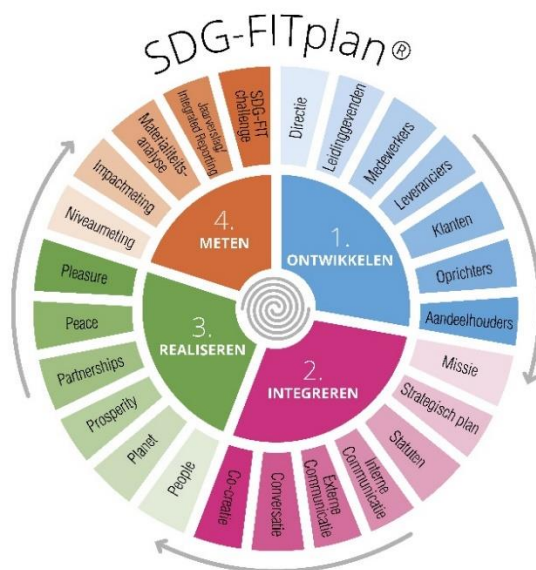 SDG-FITplan®
1.
ONTWIKKELEN
Directie
Leidinggevenden
Medewerkers
Leveranciers
Klanten
Oprichters
Aandeelhouders
2.
INTEGREREN
Missie
Strategisch plan
Statuten
Interne
Communicatie
Externe
Communicatie
Conversatie
Co-creatie
3.
REALISEREN
People
Planet
Prosperity
Partnerships
Peace
Pleasure
4.
METEN
Niveaumeting
Impactmeting
Materialiteits-
analyse
Jaarverslag/
Integrated Reporting
SDG-FIT
challenge